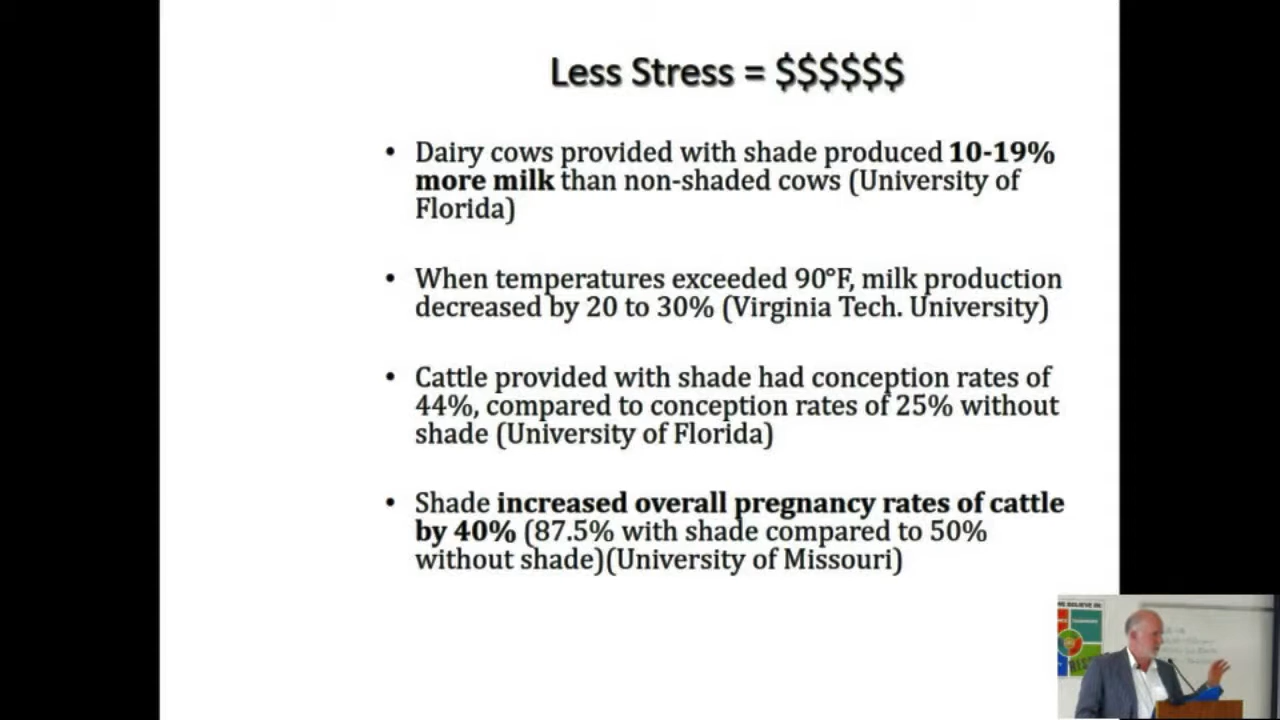 Less Stress = $$$$$$
• Dairy cows provided with shade produced 10-19%
more milk than non-shaded cows (University of
Florida)
• When temperatures exceeded 90°F, milk production
decreased by 20 to 30% (Virginia Tech. University)
• Cattle provided with shade had conception rates of
44%, compared to conception rates of 25% without
shade (University of Florida)
• Shade increased overall pregnancy rates of cattle
by 40% (87.5% with shade compared to 50%
without shade)(University of Missouri)
BELIEVE IN